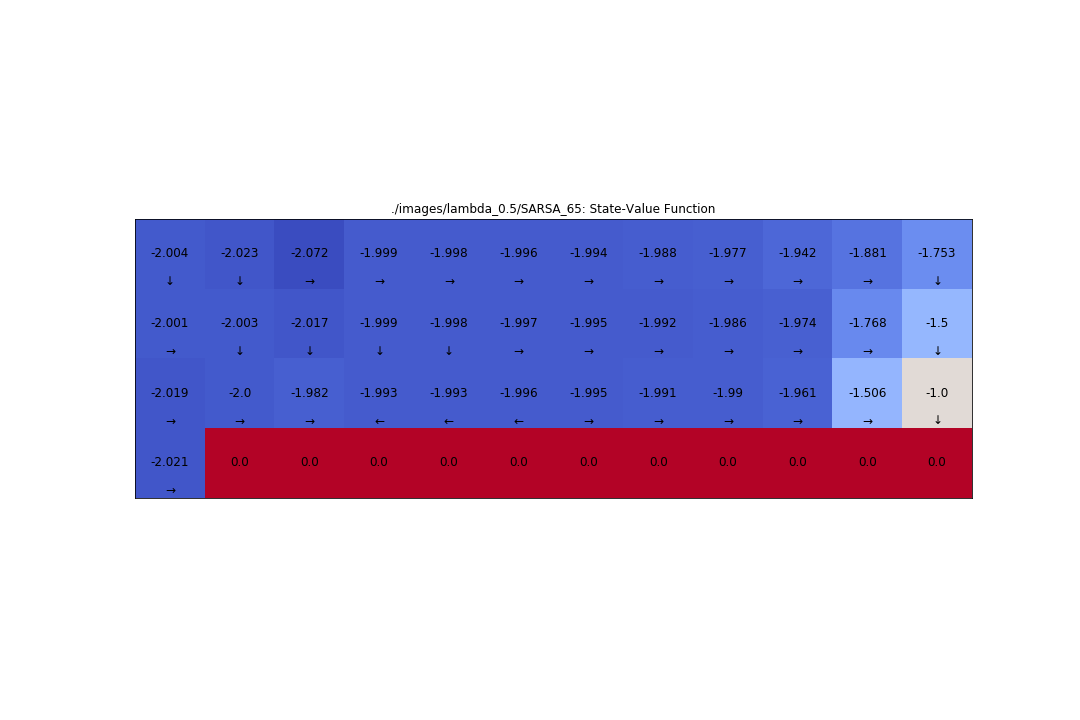 ./images/lambda_0.5/SARSA_65: State-Value Function
-2.004 -2.023 -2.072 -1.999 -1.998 -1.996 -1.994 -1.988 -1.977 -1.942 -1.881 -1.753
↓ ↓ → → → → → → → → → ↓
-2.001 -2.003 -2.017 -1.999 -1.998 -1.997 -1.995 -1.992 -1.986 -1.974 -1.768 -1.5
→ ↓ ↓ ↓ ↓ → → → → → → ↓
-2.019 -2.0 -1.982 -1.993 -1.993 -1.996 -1.995 -1.991 -1.99 -1.961 -1.506 -1.0
→ → → ← ← ← → → → → → ↓
-2.021 0.0 0.0 0.0 0.0 0.0 0.0 0.0 0.0 0.0 0.0 0.0
→